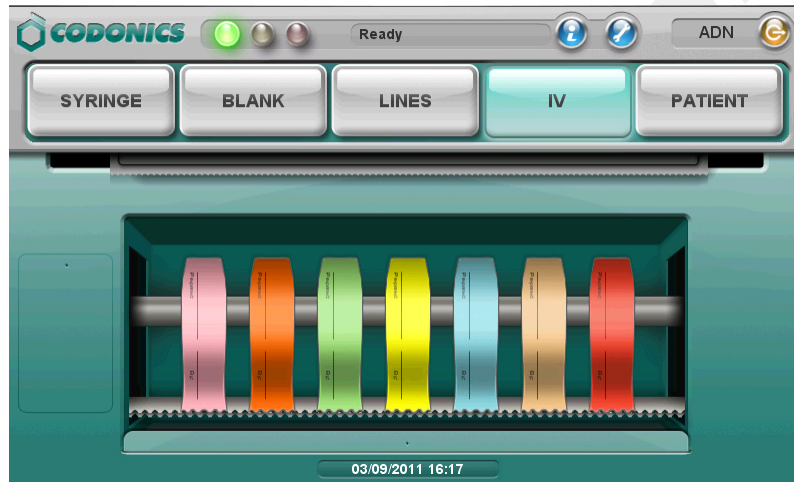 CODONICS
Ready
ADN
SYRINGE
BLANK
LINES
IV
PATIENT
03/09/2011 16:17